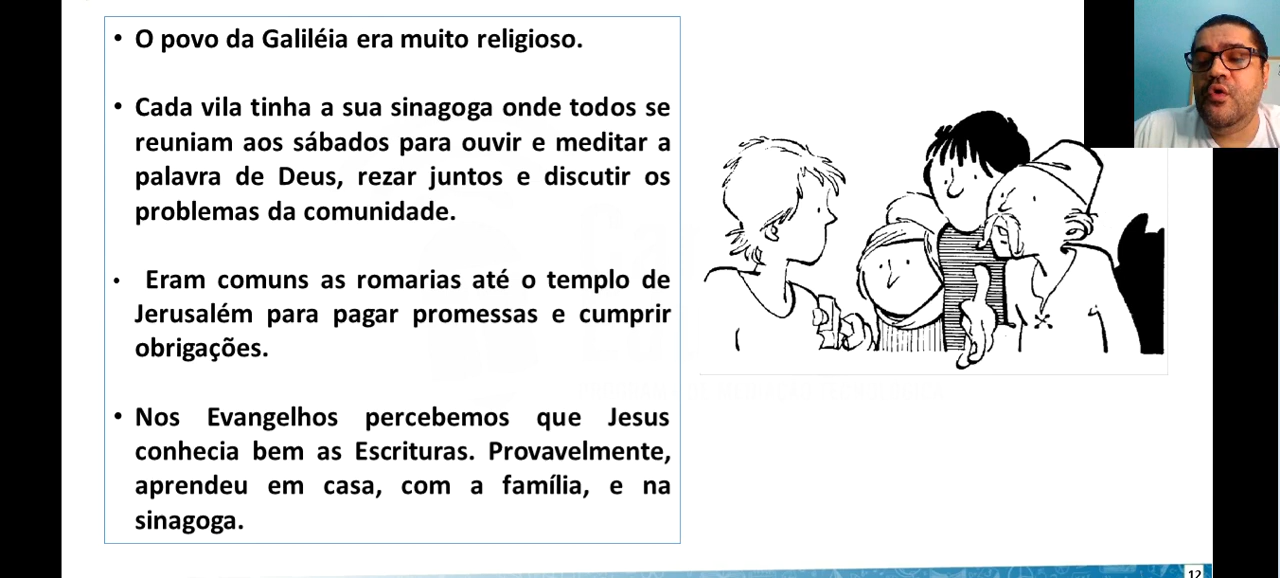 • O povo da Galiléia era muito religioso.
• Cada vila tinha a sua sinagoga onde todos se
reuniam aos sábados para ouvir e meditar a
palavra de Deus, rezar juntos e discutir os
problemas da comunidade.
• Eram comuns as romarias até o templo de
Jerusalém para pagar promessas e cumprir
obrigações.
• Nos Evangelhos percebemos que Jesus
conhecia bem as Escrituras. Provavelmente,
aprendeu em casa, com a família, e na
sinagoga.
12